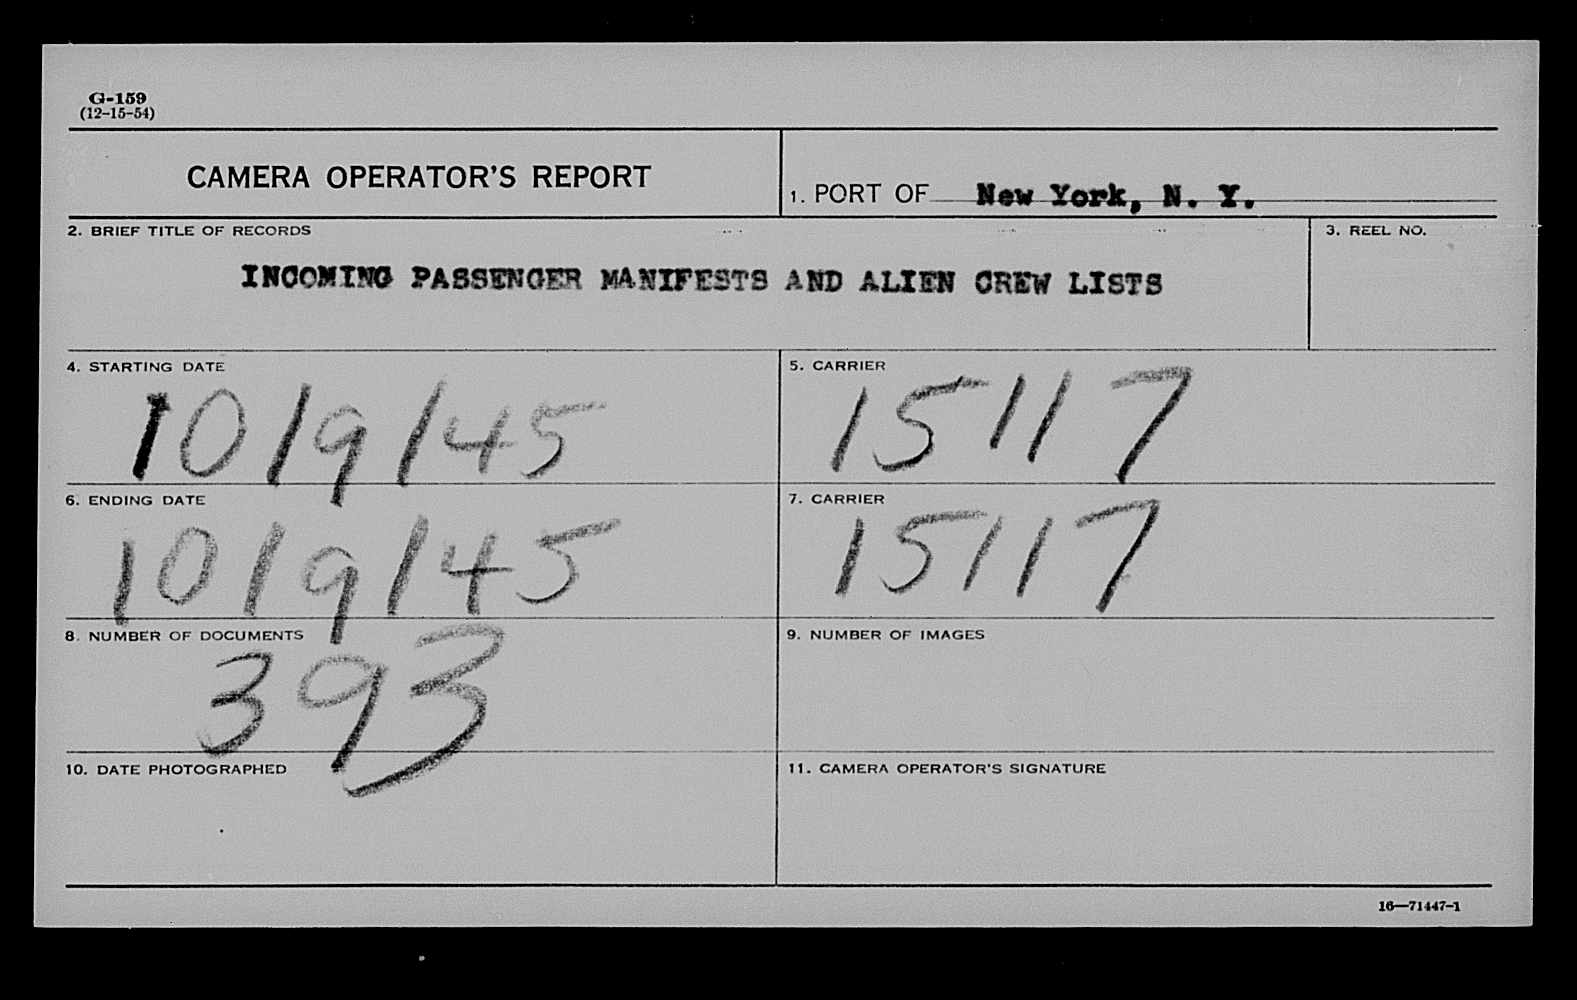 G-159
(12-15-54)
CAMERA OPERATOR'S REPORT
1. PORT OF New York, N. Y.
2. BRIEF TITLE OF RECORDS
INCOMING PASSENGER MANIFESTS AND ALIEN CREW LISTS
3. REEL NO.
4. STARTING DATE
10/9/45
5. CARRIER
15117
6. ENDING DATE
10/9/45
7. CARRIER
15117
8. NUMBER OF DOCUMENTS
393
9. NUMBER OF IMAGES
10. DATE PHOTOGRAPHED
11. CAMERA OPERATOR'S SIGNATURE
16—71447-1